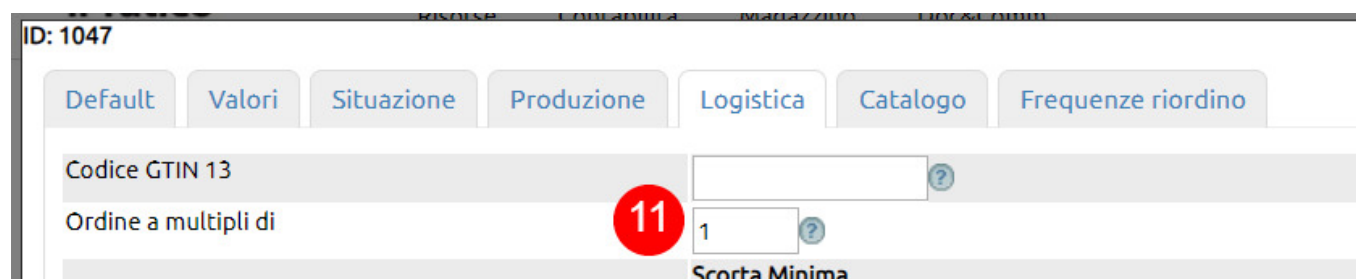 ID: 1047
Default Valori Situazione Produzione Logistica Catalogo Frequenze riordino
Codice GTIN 13
Ordine a multipli di 11 1
Scorta Minima